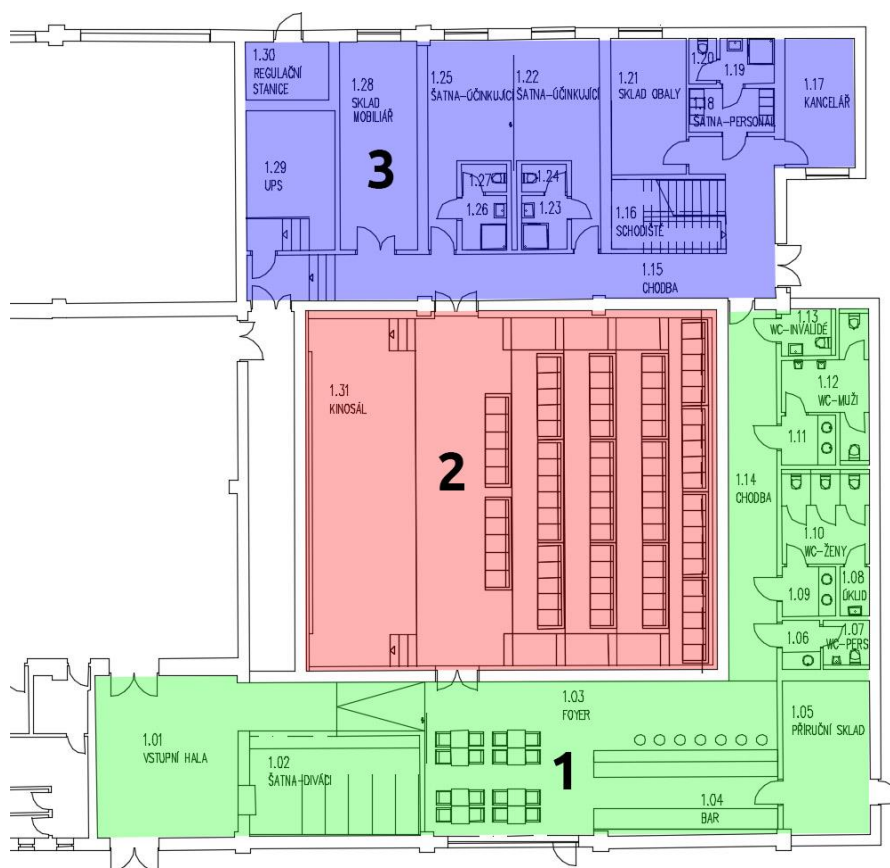 1.30
REGULAČNÍ
STANICE
1.28
SKLAD
MOBILIÁŘ
1.25
ŠATNA-ÚČINKUJÍCÍ
1.22
ŠATNA-ÚČINKUJÍCÍ
1.21
SKLAD OBALY
1.20
1.19
1.18
ŠATNA-PERSONÁL
1.17
KANCELÁŘ
1.29
UPS
3
1.27
1.26
1.24
1.23
1.16
SCHODIŠTĚ
1.15
CHODBA
1.31
KINOSÁL
2
1.13
WC-INVALIDÉ
1.12
WC-MUŽI
1.11
1.14
CHODBA
1.10
WC-ŽENY
1.09
1.08
ÚKLID
1.06
1.07
WC-PERS
1.01
VSTUPNÍ HALA
1.02
ŠATNA-DIVÁCI
1.03
FOYER
1
1.04
BAR
1.05
PŘÍRUČNÍ SKLAD